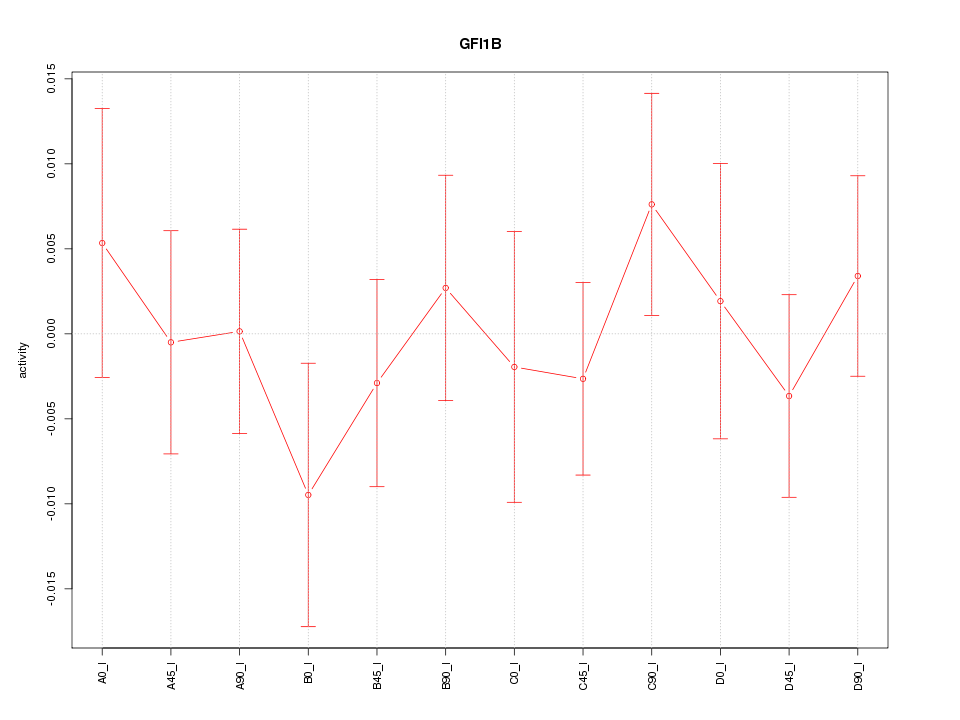 GFI1B
activity
0.015
0.010
0.005
0.000
-0.005
-0.010
-0.015
A0_I
A45_I
A90_I
B0_I
B45_I
B90_I
C0_I
C45_I
C90_I
D0_I
D45_I
D90_I